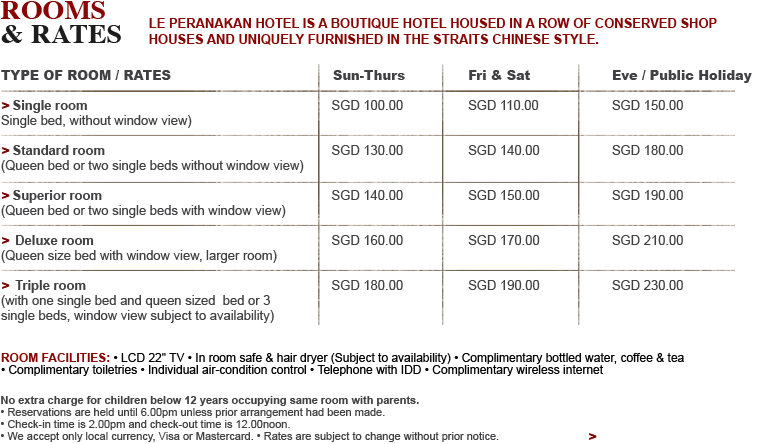 ROOMS
& RATES
LE PERANAKAN HOTEL IS A BOUTIQUE HOTEL HOUSED IN A ROW OF CONSERVED SHOP
HOUSES AND UNIQUELY FURNISHED IN THE STRAITS CHINESE STYLE.
TYPE OF ROOM / RATES Sun-Thurs Fri & Sat Eve / Public Holiday
> Single room SGD 100.00 SGD 110.00 SGD 150.00
Single bed, without window view)
> Standard room SGD 130.00 SGD 140.00 SGD 180.00
(Queen bed or two single beds without window view)
> Superior room SGD 140.00 SGD 150.00 SGD 190.00
(Queen bed or two single beds with window view)
> Deluxe room SGD 160.00 SGD 170.00 SGD 210.00
(Queen size bed with window view, larger room)
> Triple room SGD 180.00 SGD 190.00 SGD 230.00
(with one single bed and queen sized bed or 3
single beds, window view subject to availability)
ROOM FACILITIES: • LCD 22" TV • In room safe & hair dryer (Subject to availability) • Complimentary bottled water, coffee & tea
• Complimentary toiletries • Individual air-condition control • Telephone with IDD • Complimentary wireless internet
No extra charge for children below 12 years occupying same room with parents.
• Reservations are held until 6.00pm unless prior arrangement had been made.
• Check-in time is 2.00pm and check-out time is 12.00noon.
• We accept only local currency, Visa or Mastercard. • Rates are subject to change without prior notice. >